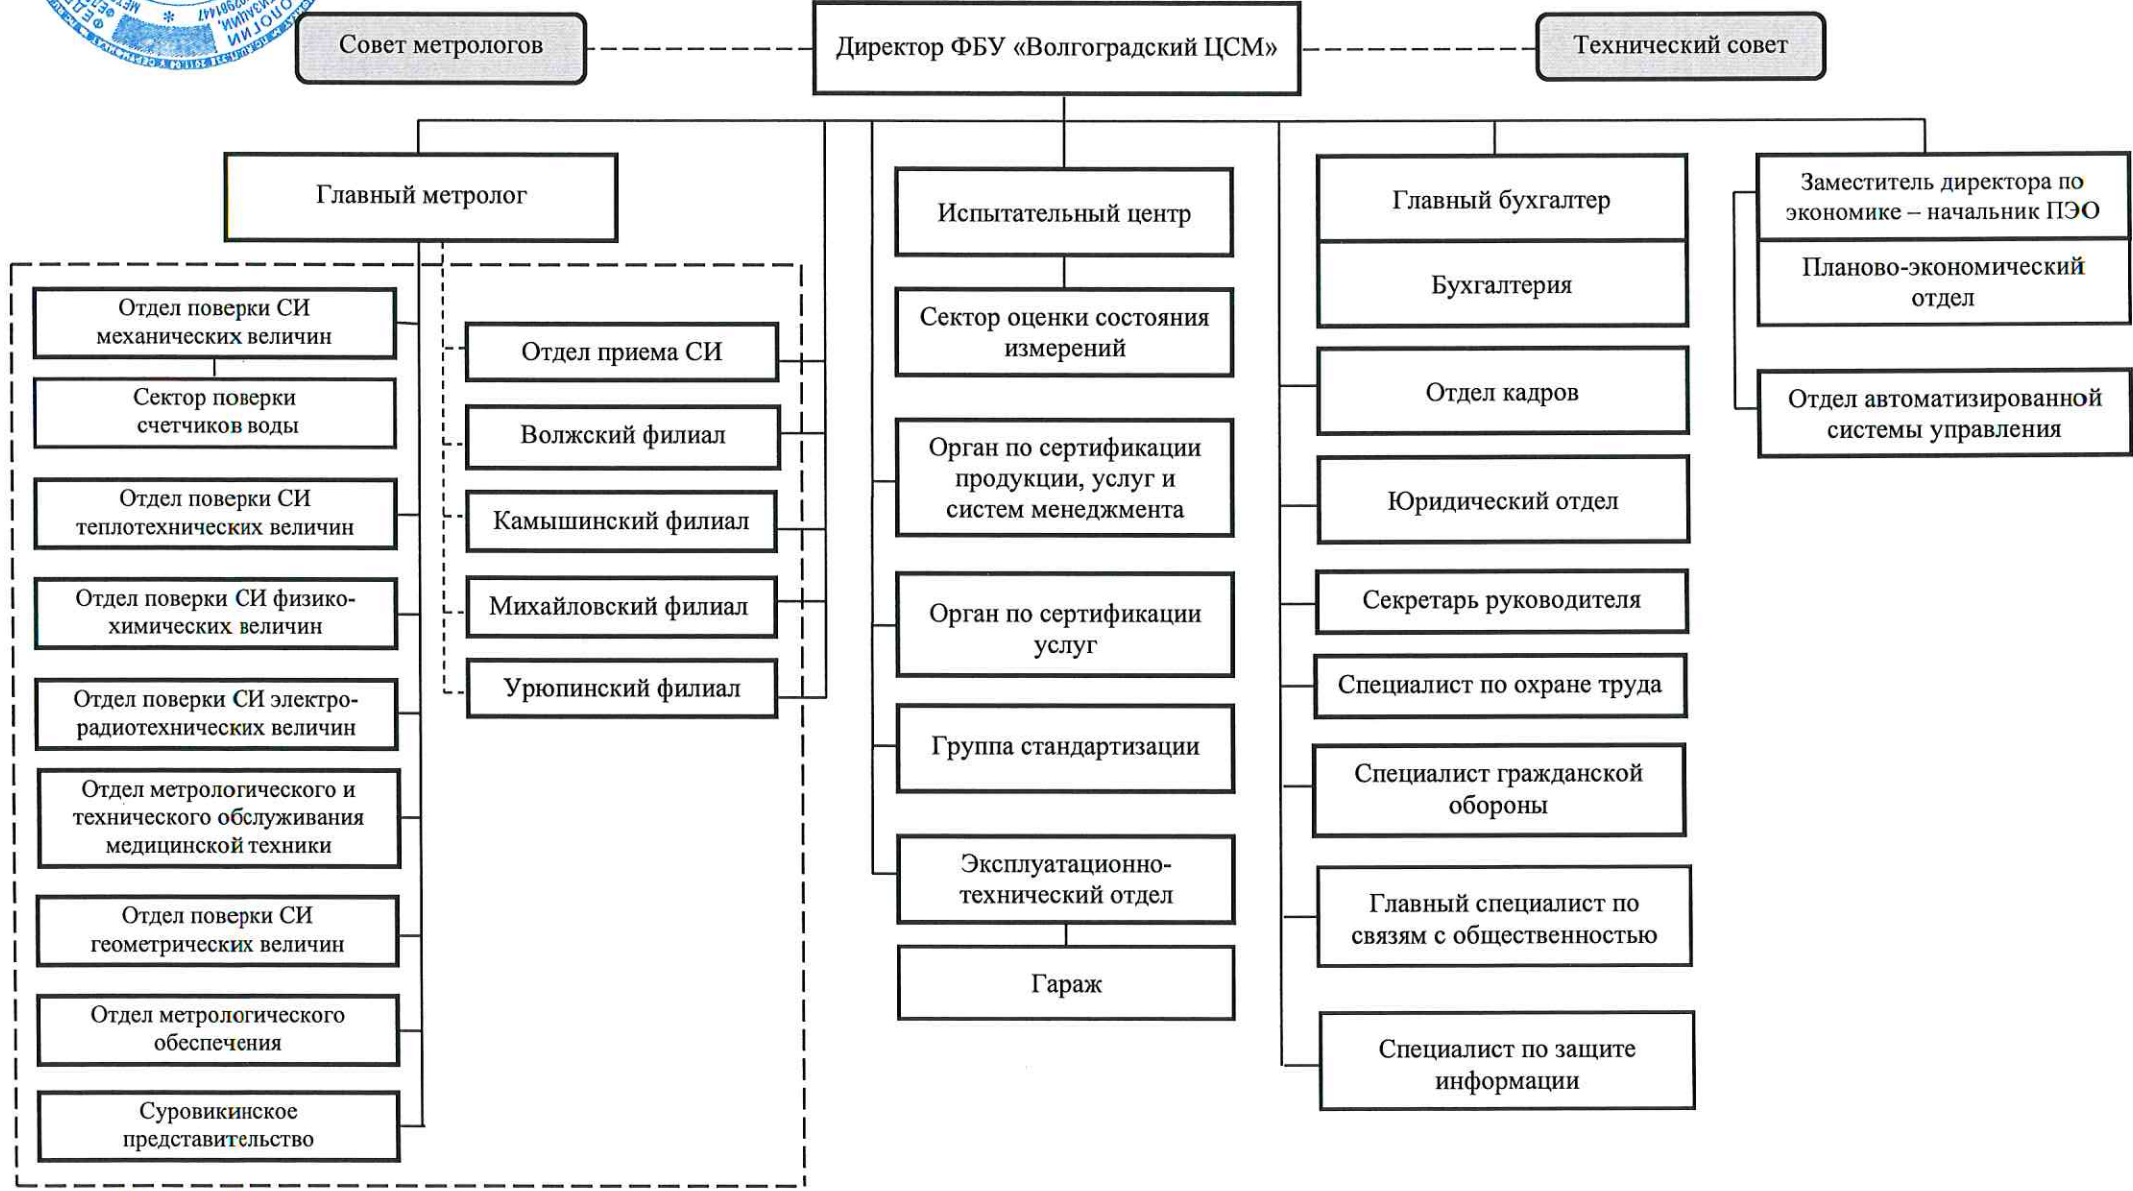 Совет метрологов
Директор ФБУ «Волгоградский ЦСМ»
Технический совет
Главный метролог
Отдел поверки СИ
механических величин
Сектор поверки
счетчиков воды
Отдел поверки СИ
теплотехнических величин
Отдел поверки СИ физико-
химических величин
Отдел поверки СИ электро-
радиотехнических величин
Отдел метрологического и
технического обслуживания
медицинской техники
Отдел поверки СИ
геометрических величин
Отдел метрологического
обеспечения
Суровикинское
представительство
Отдел приема СИ
Волжский филиал
Камышинский филиал
Михайловский филиал
Урюпинский филиал
Испытательный центр
Сектор оценки состояния
измерений
Орган по сертификации
продукции, услуг и
систем менеджмента
Орган по сертификации
услуг
Группа стандартизации
Эксплуатационно-
технический отдел
Гараж
Главный бухгалтер
Бухгалтерия
Отдел кадров
Юридический отдел
Секретарь руководителя
Специалист по охране труда
Специалист гражданской
обороны
Главный специалист по
связям с общественностью
Специалист по защите
информации
Заместитель директора по
экономике – начальник ПЭО
Планово-экономический
отдел
Отдел автоматизированной
системы управления